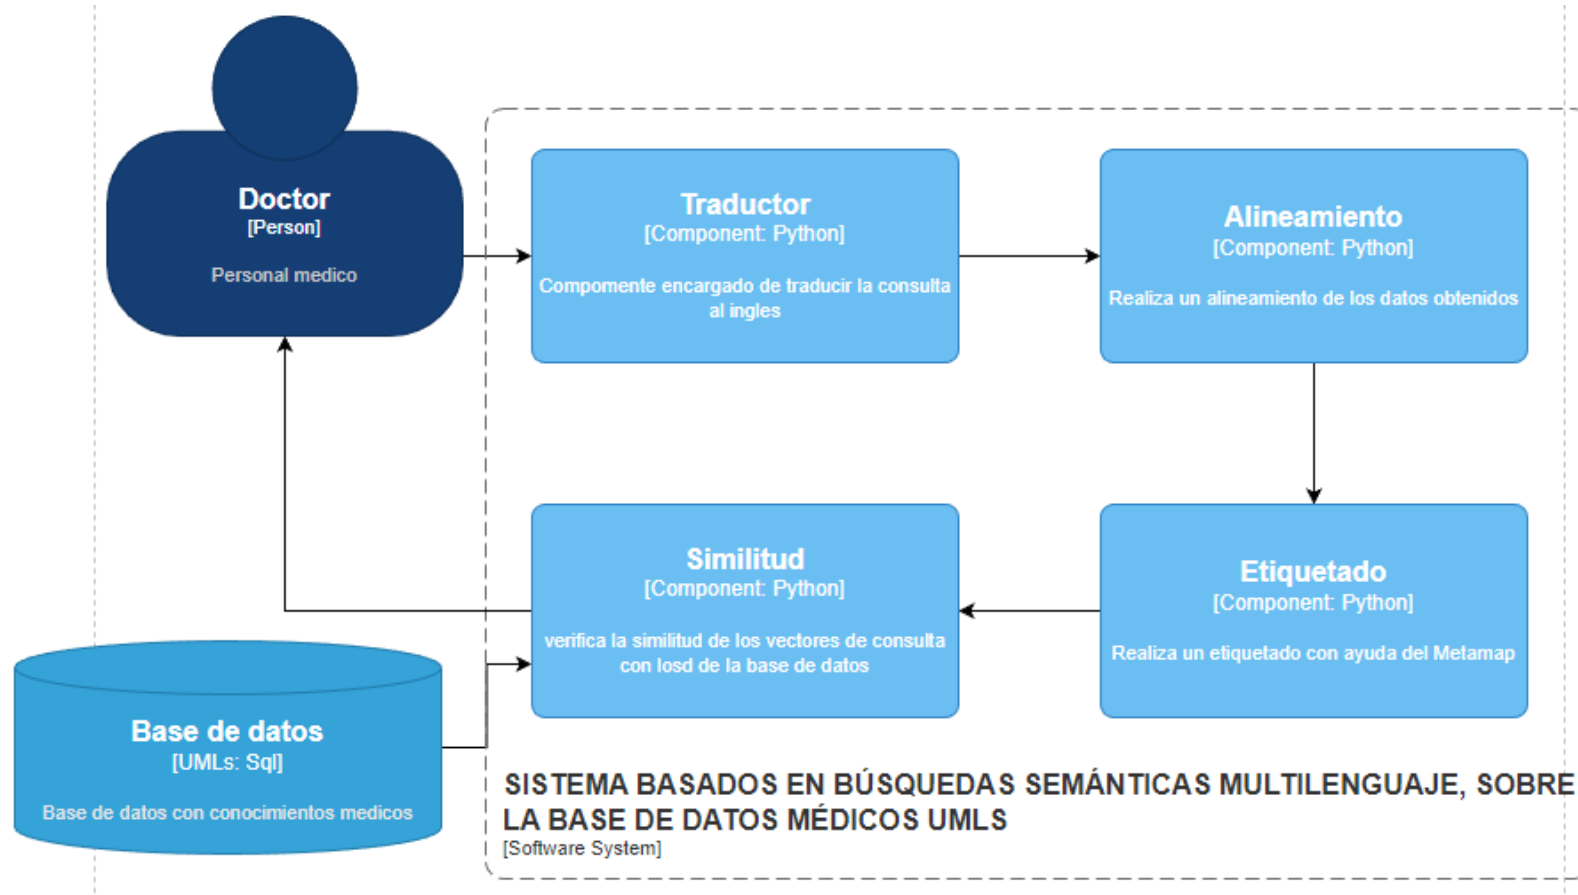 Doctor
[Person]
Personal medico
Traductor
[Component: Python]
Compomente encargado de traducir la consulta
al ingles
Alineamiento
[Component: Python]
Realiza un alineamiento de los datos obtenidos
Similitud
[Component: Python]
verifica la similitud de los vectores de consulta
con losd de la base de datos
Etiquetado
[Component: Python]
Realiza un etiquetado con ayuda del Metamap
Base de datos
[UMLs: Sql]
Base de datos con conocimientos medicos
SISTEMA BASADOS EN BÚSQUEDAS SEMÁNTICAS MULTILENGUAJE, SOBRE
LA BASE DE DATOS MÉDICOS UMLS
[Software System]